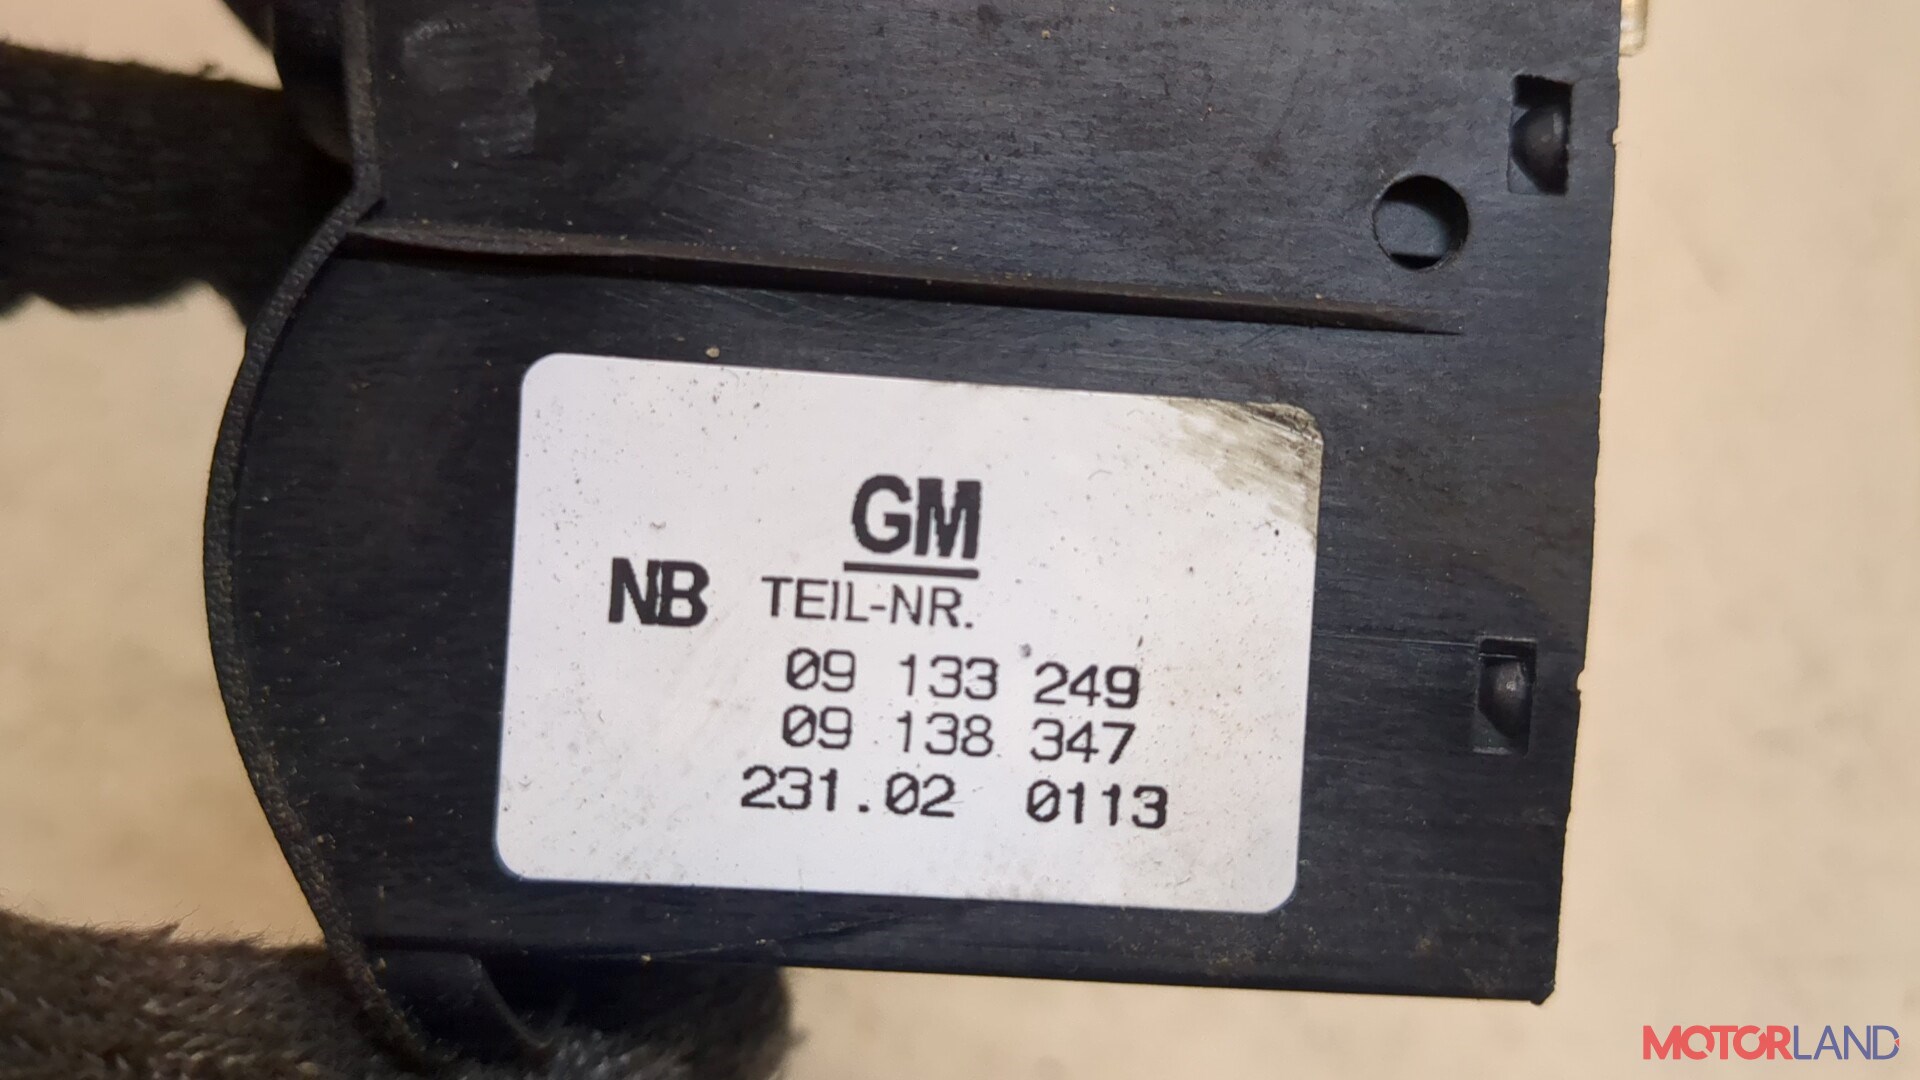 GM
NB TEIL-NR.
09 133 249
09 138 347
231.02 0113
MOTORLAND